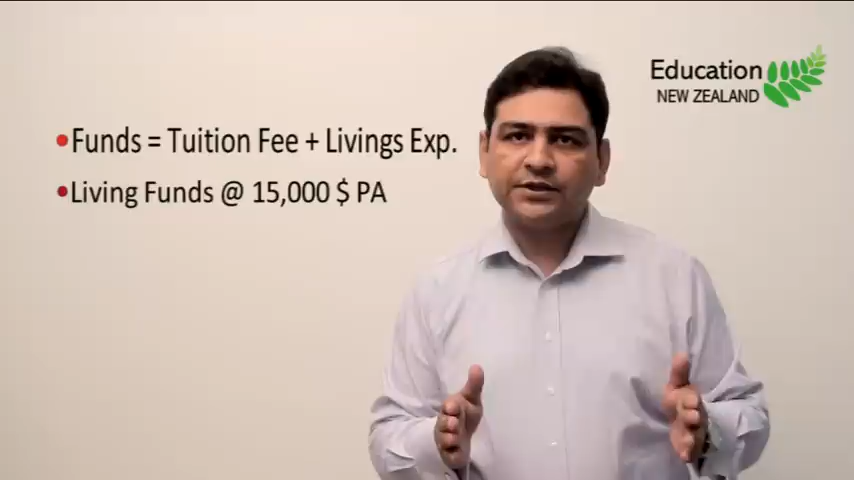 Education
NEW ZEALAND
•Funds = Tuition Fee + Livings Exp.
•Living Funds @ 15,000 $ PA